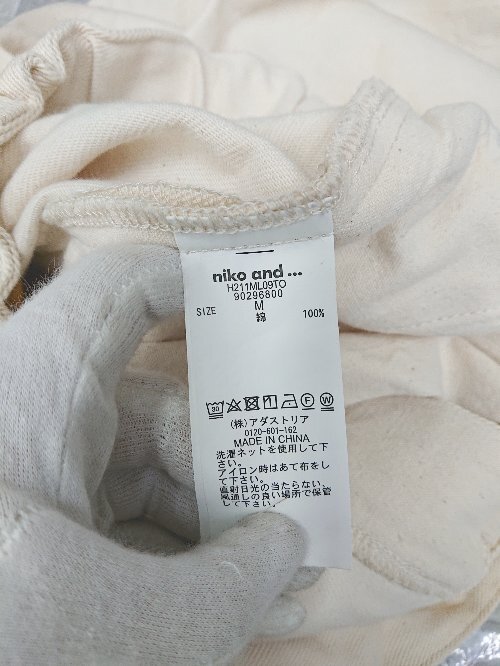 niko and ...
H211ML09TO
90296800
SIZE M
綿 100%
(株)アダストリア
0120-601-162
MADE IN CHINA
洗濯ネットを使用して下
さい。
アイロン時はあて布をし
て下さい。
直射日光の当たらない、
風通しの良い場所で保管
して下さい。